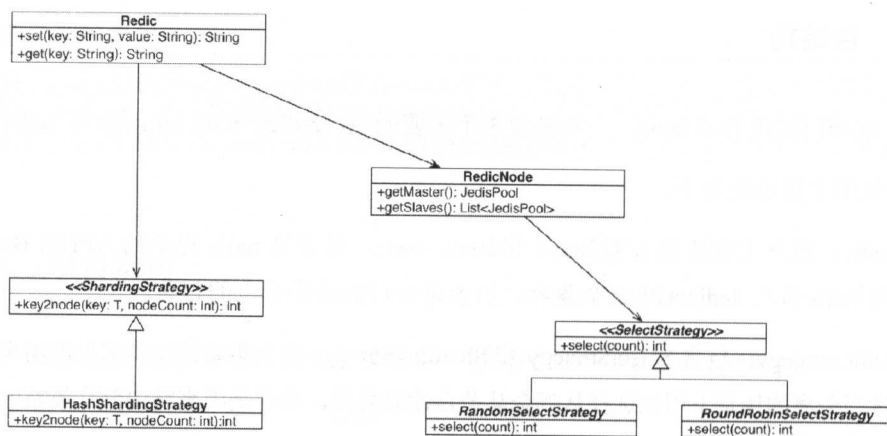 Redic
+set(key: String, value: String): String
+get(key: String): String
RedicNode
+getMaster(): JedisPool
+getSlaves(): List<JedisPool>
<<ShardingStrategy>>
+key2node(key: T, nodeCount: int): int
<<SelectStrategy>>
+select(count): int
HashShardingStrategy
+key2node(key: T, nodeCount: int):int
RandomSelectStrategy
+select(count): int
RoundRobinSelectStrategy
+select(count): int